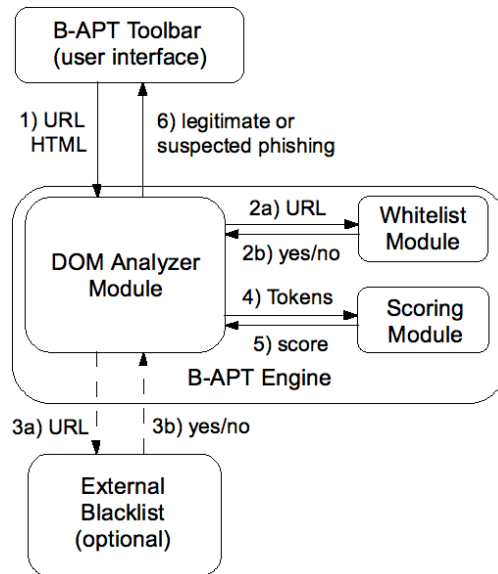 B-APT Toolbar
(user interface)
1) URL
HTML
6) legitimate or
suspected phishing
DOM Analyzer
Module
2a) URL
2b) yes/no
Whitelist
Module
4) Tokens
5) score
Scoring
Module
B-APT Engine
3a) URL
3b) yes/no
External
Blacklist
(optional)